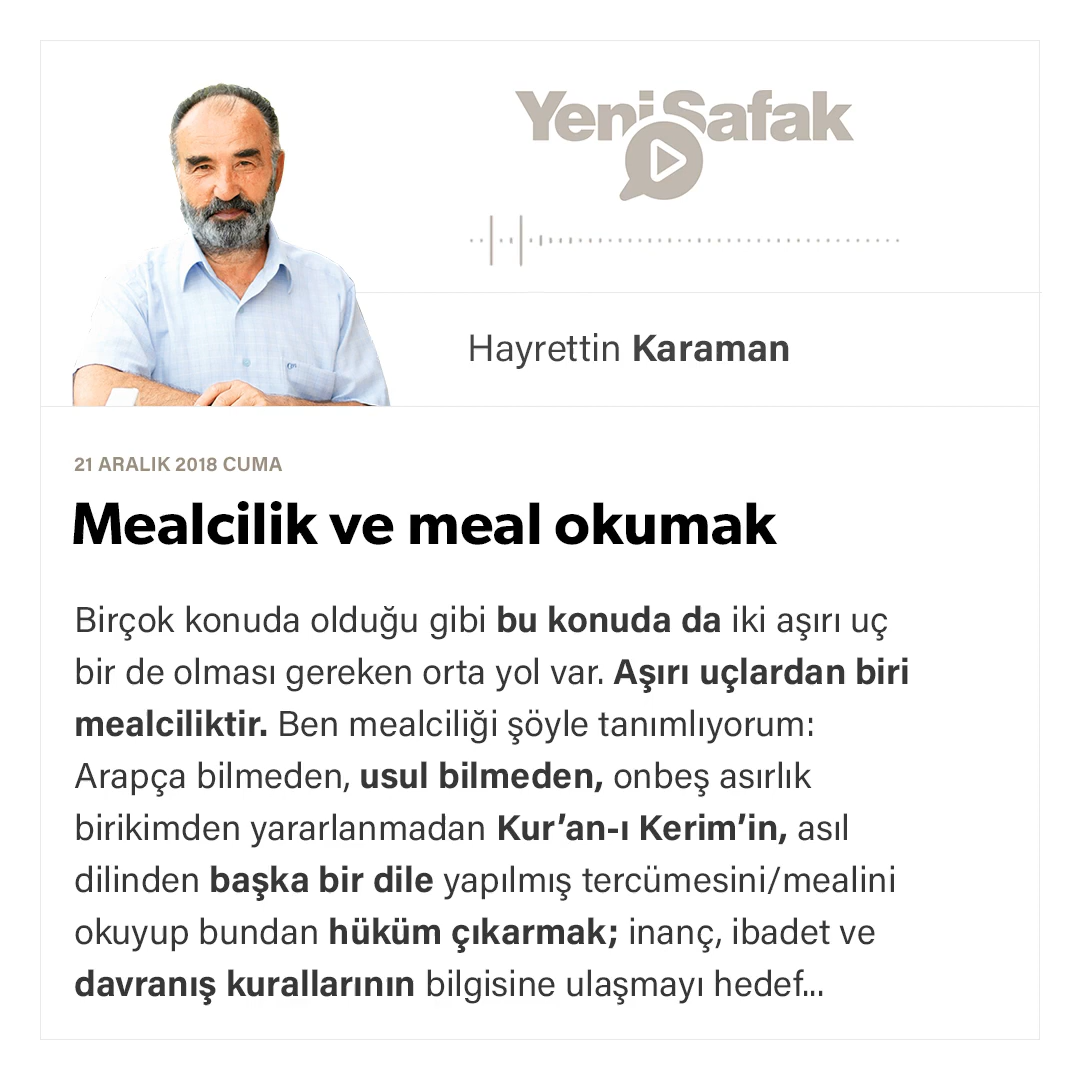 YeniŞafak
Hayrettin Karaman
21 ARALIK 2018 CUMA
Mealcilik ve meal okumak
Birçok konuda olduğu gibi bu konuda da iki aşırı uç
bir de olması gereken orta yol var. Aşırı uçlardan biri
mealciliktir. Ben mealciliği şöyle tanımlıyorum:
Arapça bilmeden, usul bilmeden, onbeş asırlık
birikimden yararlanmadan Kur’an-ı Kerim’in, asıl
dilinden başka bir dile yapılmış tercümesini/mealini
okuyup bundan hüküm çıkarmak; inanç, ibadet ve
davranış kurallarının bilgisine ulaşmayı hedef...